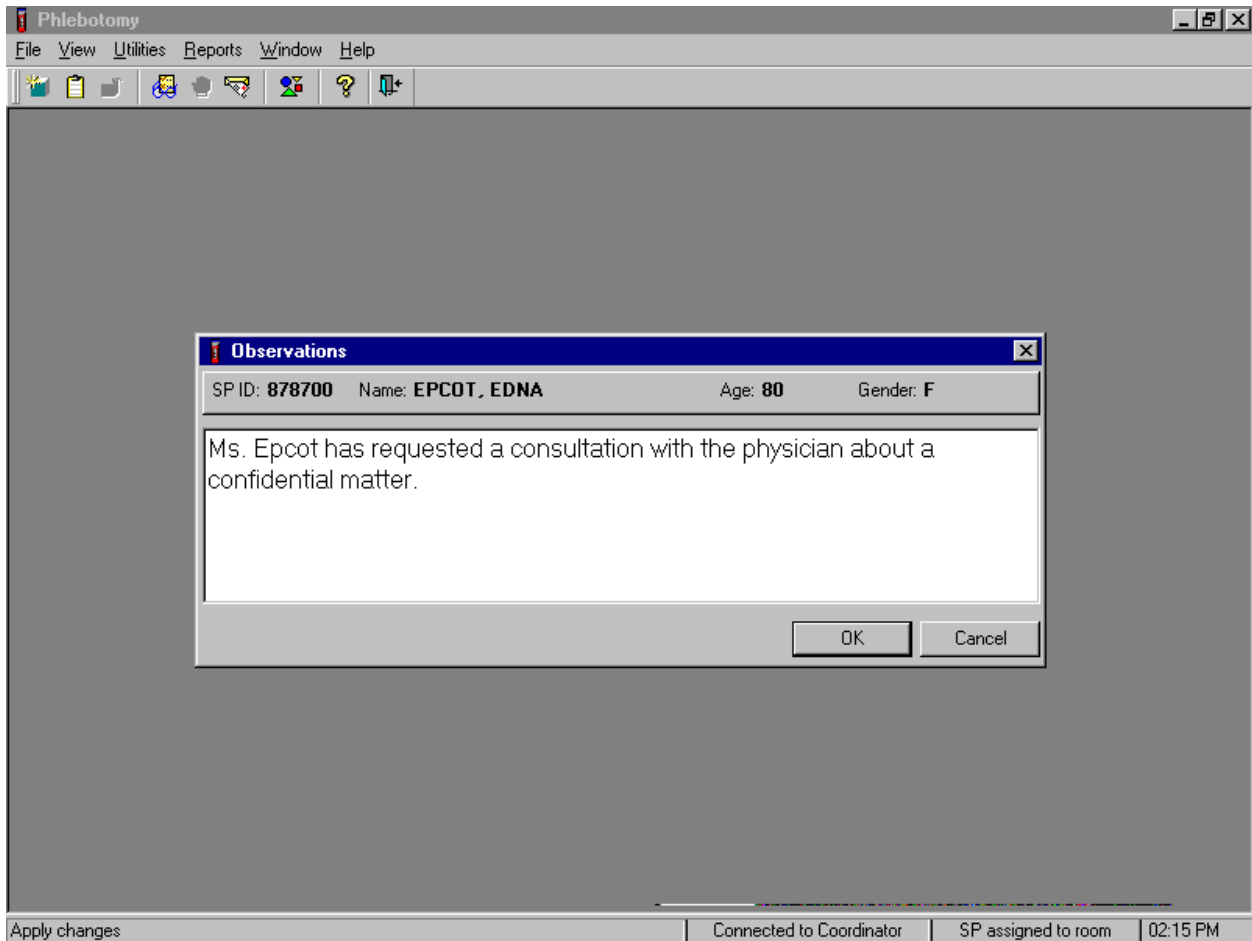 Phlebotomy
File View Utilities Reports Window Help
Observations
SP ID: 878700 Name: EPCOT, EDNA Age: 80 Gender: F
Ms. Epcot has requested a consultation with the physician about a
confidential matter.
OK Cancel
Apply changes Connected to Coordinator SP assigned to room 02:15 PM